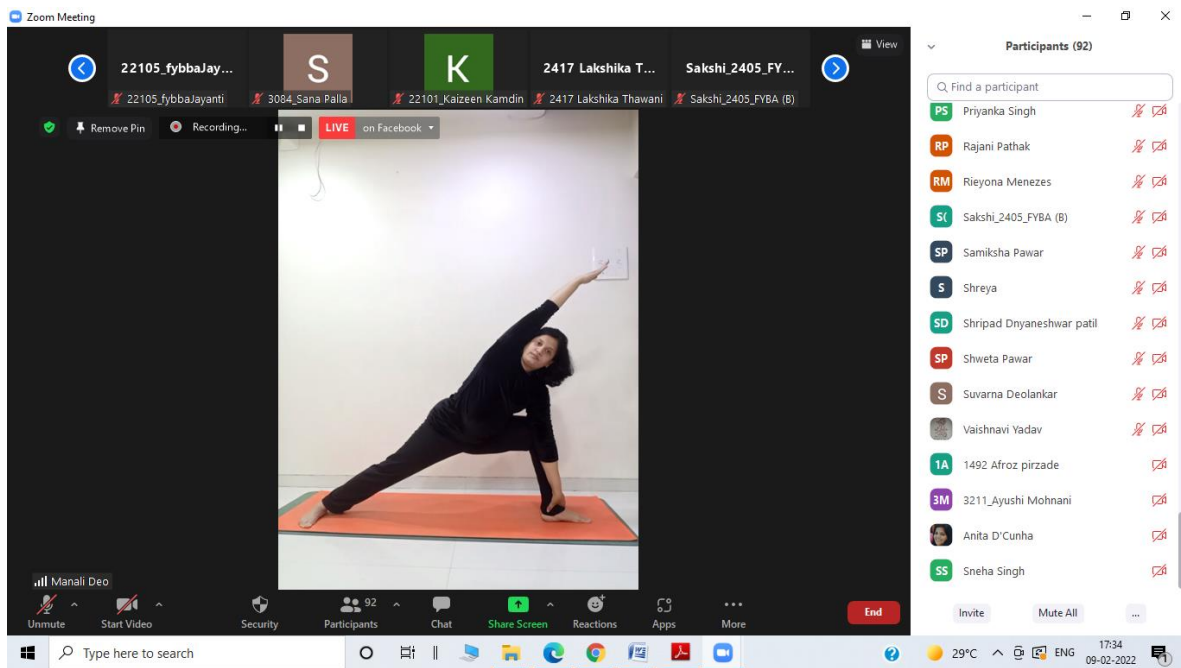 Zoom Meeting
22105_fybbaJay...
S
K
2417 Lakshika T...
Sakshi_2405_FY...
View
22105_fybbaJayanti
3084_Sana Palla
22101_Kaizeen Kamdin
2417 Lakshika Thawani
Sakshi_2405_FYBA (B)
Remove Pin
Recording...
LIVE on Facebook
Manali Deo
Unmute
Start Video
Security
92
Participants
Chat
Share Screen
Reactions
Apps
More
End
Participants (92)
Find a participant
PS Priyanka Singh
RP Rajani Pathak
RM Rieyona Menezes
S( Sakshi_2405_FYBA (B)
SP Samiksha Pawar
S Shreya
SD Shripad Dnyaneshwar patil
SP Shweta Pawar
S Suvarna Deolankar
Vaishnavi Yadav
1A 1492 Afroz pirzade
3M 3211_Ayushi Mohnani
Anita D'Cunha
SS Sneha Singh
Invite
Mute All
...
Type here to search
29°C
ENG
17:34
09-02-2022
1